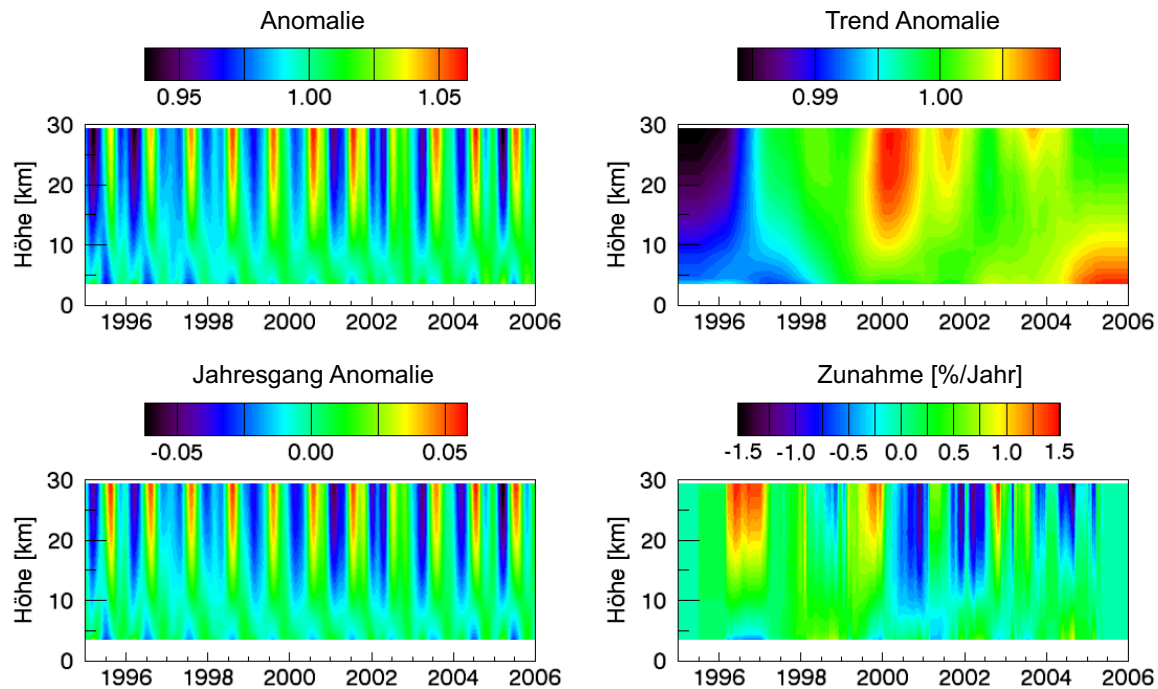 Anomalie
0.95 1.00 1.05
Höhe [km]
30
20
10
0
1996 1998 2000 2002 2004 2006
Trend Anomalie
0.99 1.00
Höhe [km]
30
20
10
0
1996 1998 2000 2002 2004 2006
Jahresgang Anomalie
-0.05 0.00 0.05
Höhe [km]
30
20
10
0
1996 1998 2000 2002 2004 2006
Zunahme [%/Jahr]
-1.5 -1.0 -0.5 0.0 0.5 1.0 1.5
Höhe [km]
30
20
10
0
1996 1998 2000 2002 2004 2006